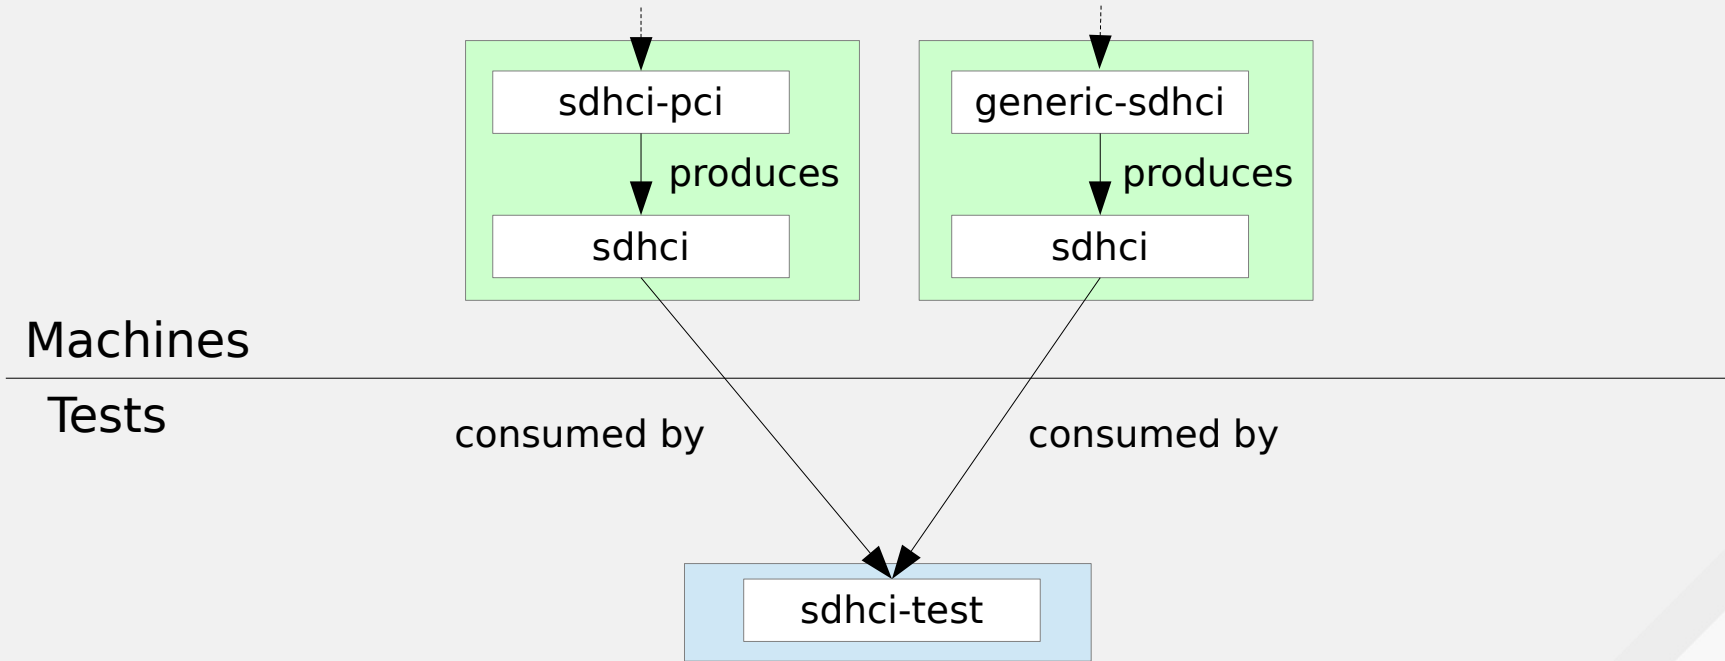 sdhci-pci
generic-sdhci
produces
produces
sdhci
sdhci
Machines
Tests
consumed by
consumed by
sdhci-test